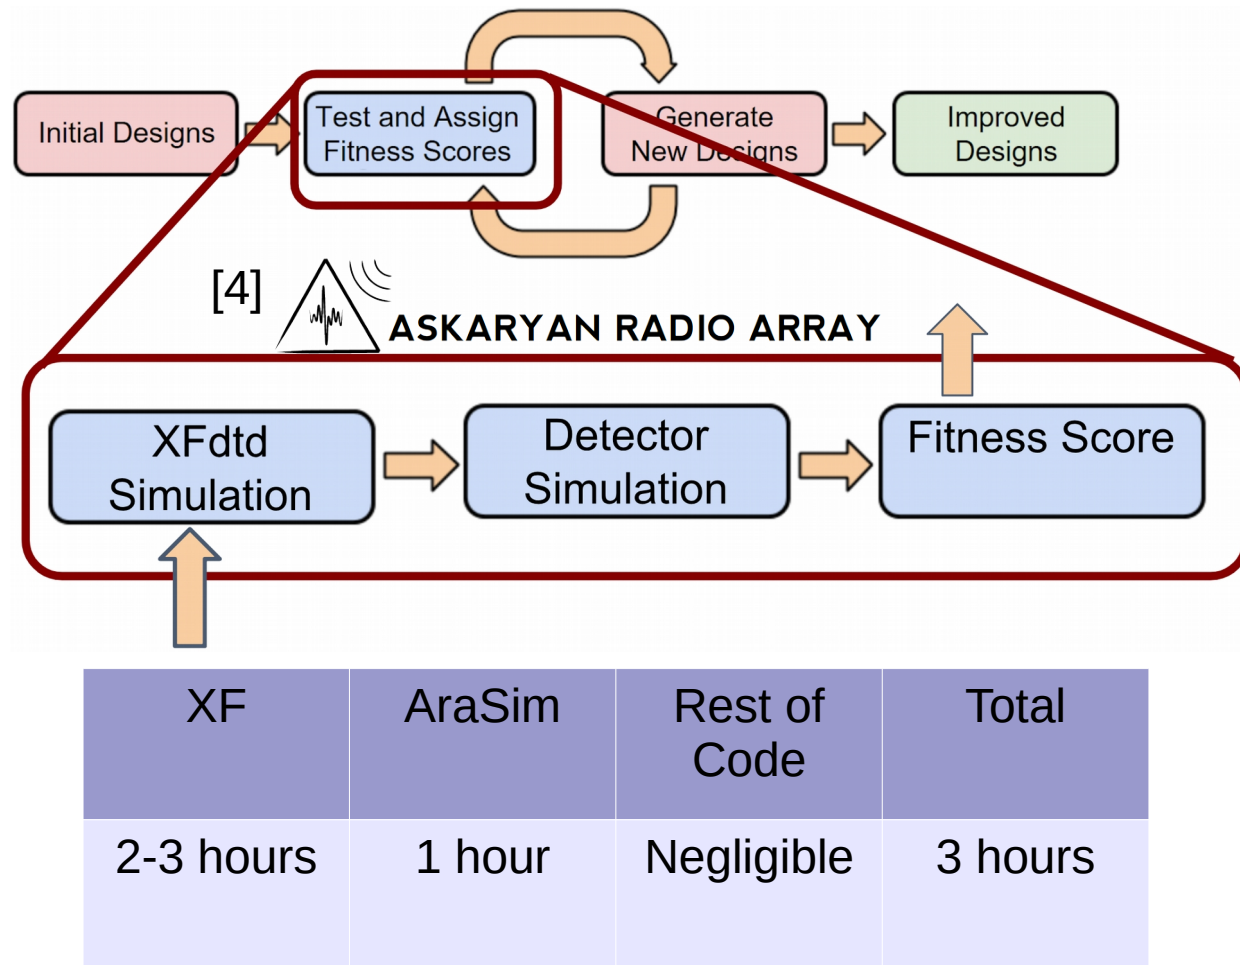 Initial Designs
Test and Assign
Fitness Scores
Generate
New Designs
Improved
Designs
[4]
ASKARYAN RADIO ARRAY
XFdtd
Simulation
Detector
Simulation
Fitness Score
XF
AraSim
Rest of
Code
Total
2-3 hours
1 hour
Negligible
3 hours